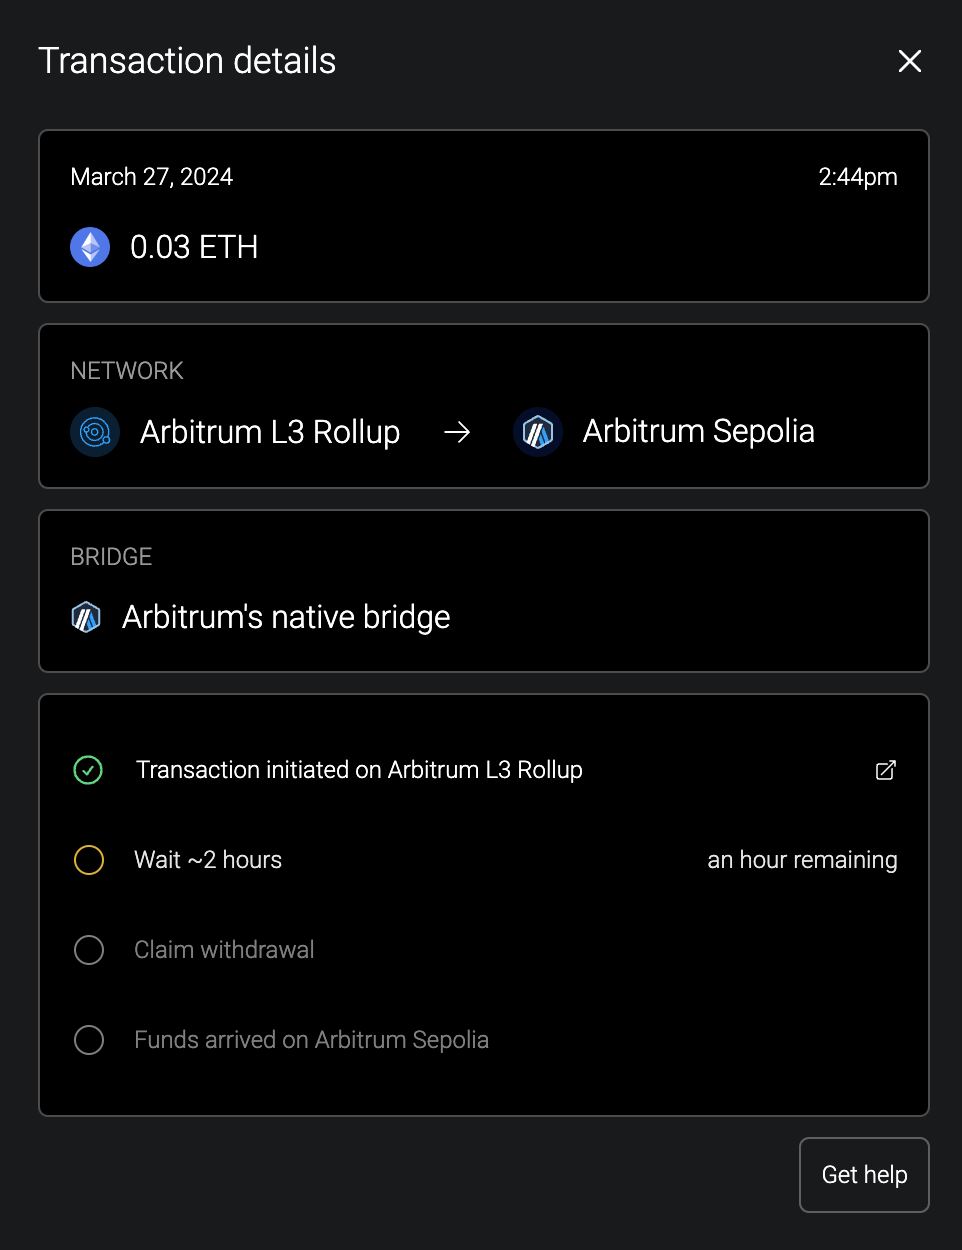 Transaction details
March 27, 2024 2:44pm
0.03 ETH
NETWORK
Arbitrum L3 Rollup → Arbitrum Sepolia
BRIDGE
Arbitrum's native bridge
Transaction initiated on Arbitrum L3 Rollup
Wait ~2 hours an hour remaining
Claim withdrawal
Funds arrived on Arbitrum Sepolia
Get help